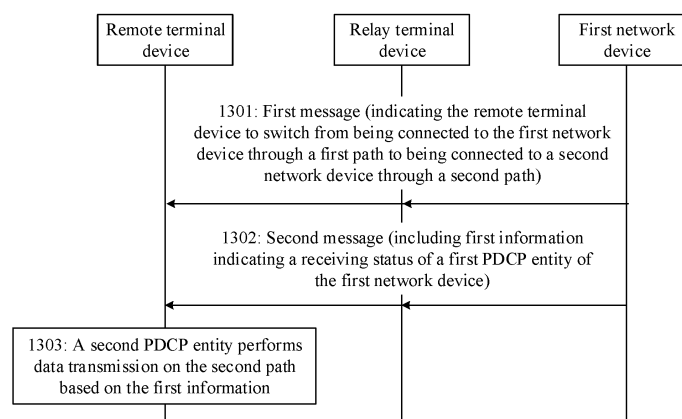 Remote terminal
device
Relay terminal
device
First network
device
1301: First message (indicating the remote terminal
device to switch from being connected to the first network
device through a first path to being connected to a second
network device through a second path)
1302: Second message (including first information
indicating a receiving status of a first PDCP entity of
the first network device)
1303: A second PDCP entity performs
data transmission on the second path
based on the first information